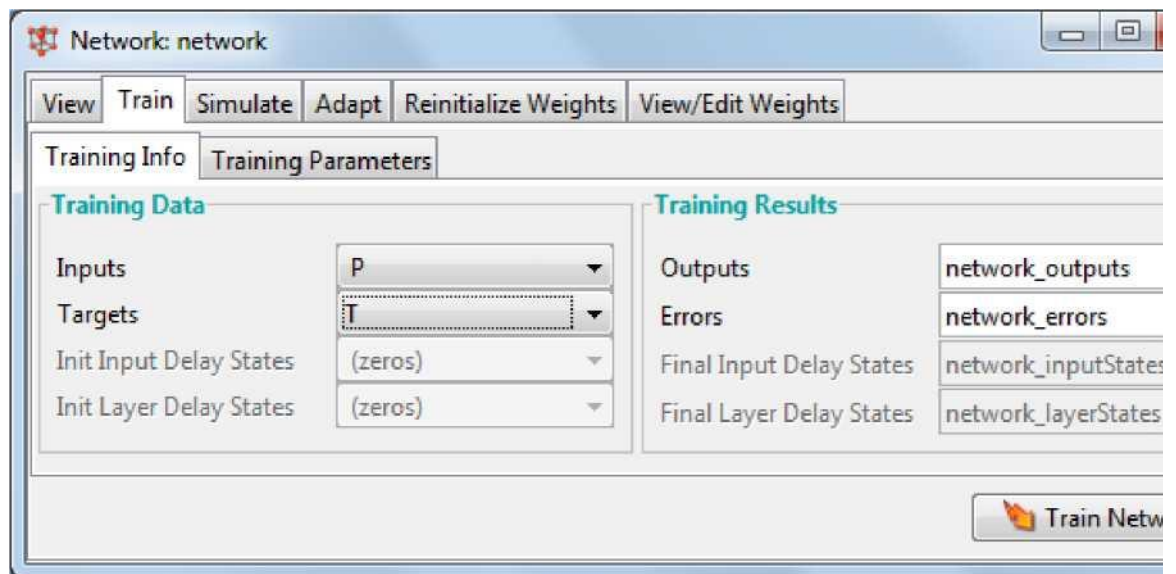 Network: network
View Train Simulate Adapt Reinitialize Weights View/Edit Weights
Training Info Training Parameters
Training Data
Inputs P
Targets T
Init Input Delay States (zeros)
Init Layer Delay States (zeros)
Training Results
Outputs network_outputs
Errors network_errors
Final Input Delay States network_inputStates
Final Layer Delay States network_layerStates
Train Netw